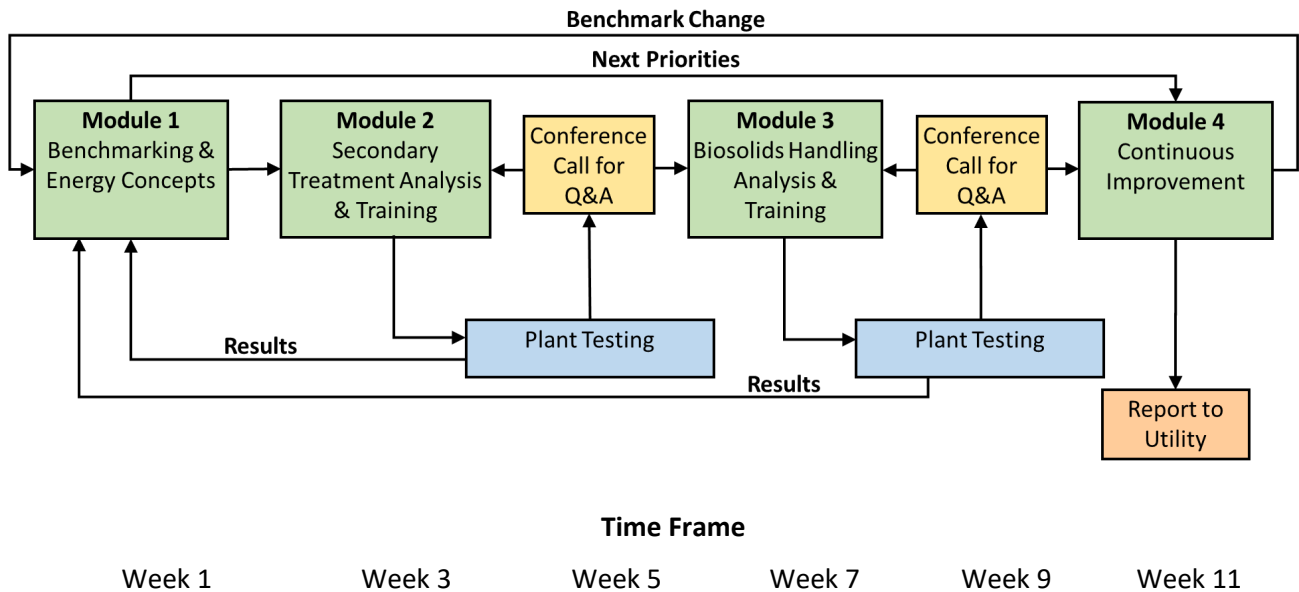 Benchmark Change
Next Priorities
Module 1
Benchmarking &
Energy Concepts
Module 2
Secondary
Treatment Analysis
& Training
Conference
Call for
Q&A
Module 3
Biosolids Handling
Analysis &
Training
Conference
Call for
Q&A
Module 4
Continuous
Improvement
Results
Plant Testing
Results
Plant Testing
Report to
Utility
Time Frame
Week 1
Week 3
Week 5
Week 7
Week 9
Week 11